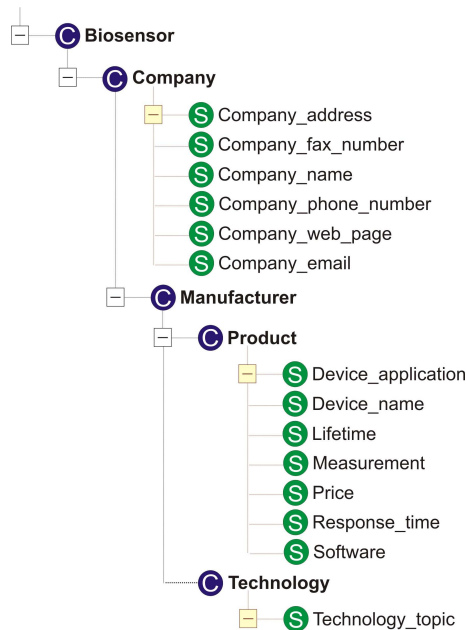 C Biosensor
C Company
S Company_address
S Company_fax_number
S Company_name
S Company_phone_number
S Company_web_page
S Company_email
C Manufacturer
C Product
S Device_application
S Device_name
S Lifetime
S Measurement
S Price
S Response_time
S Software
C Technology
S Technology_topic